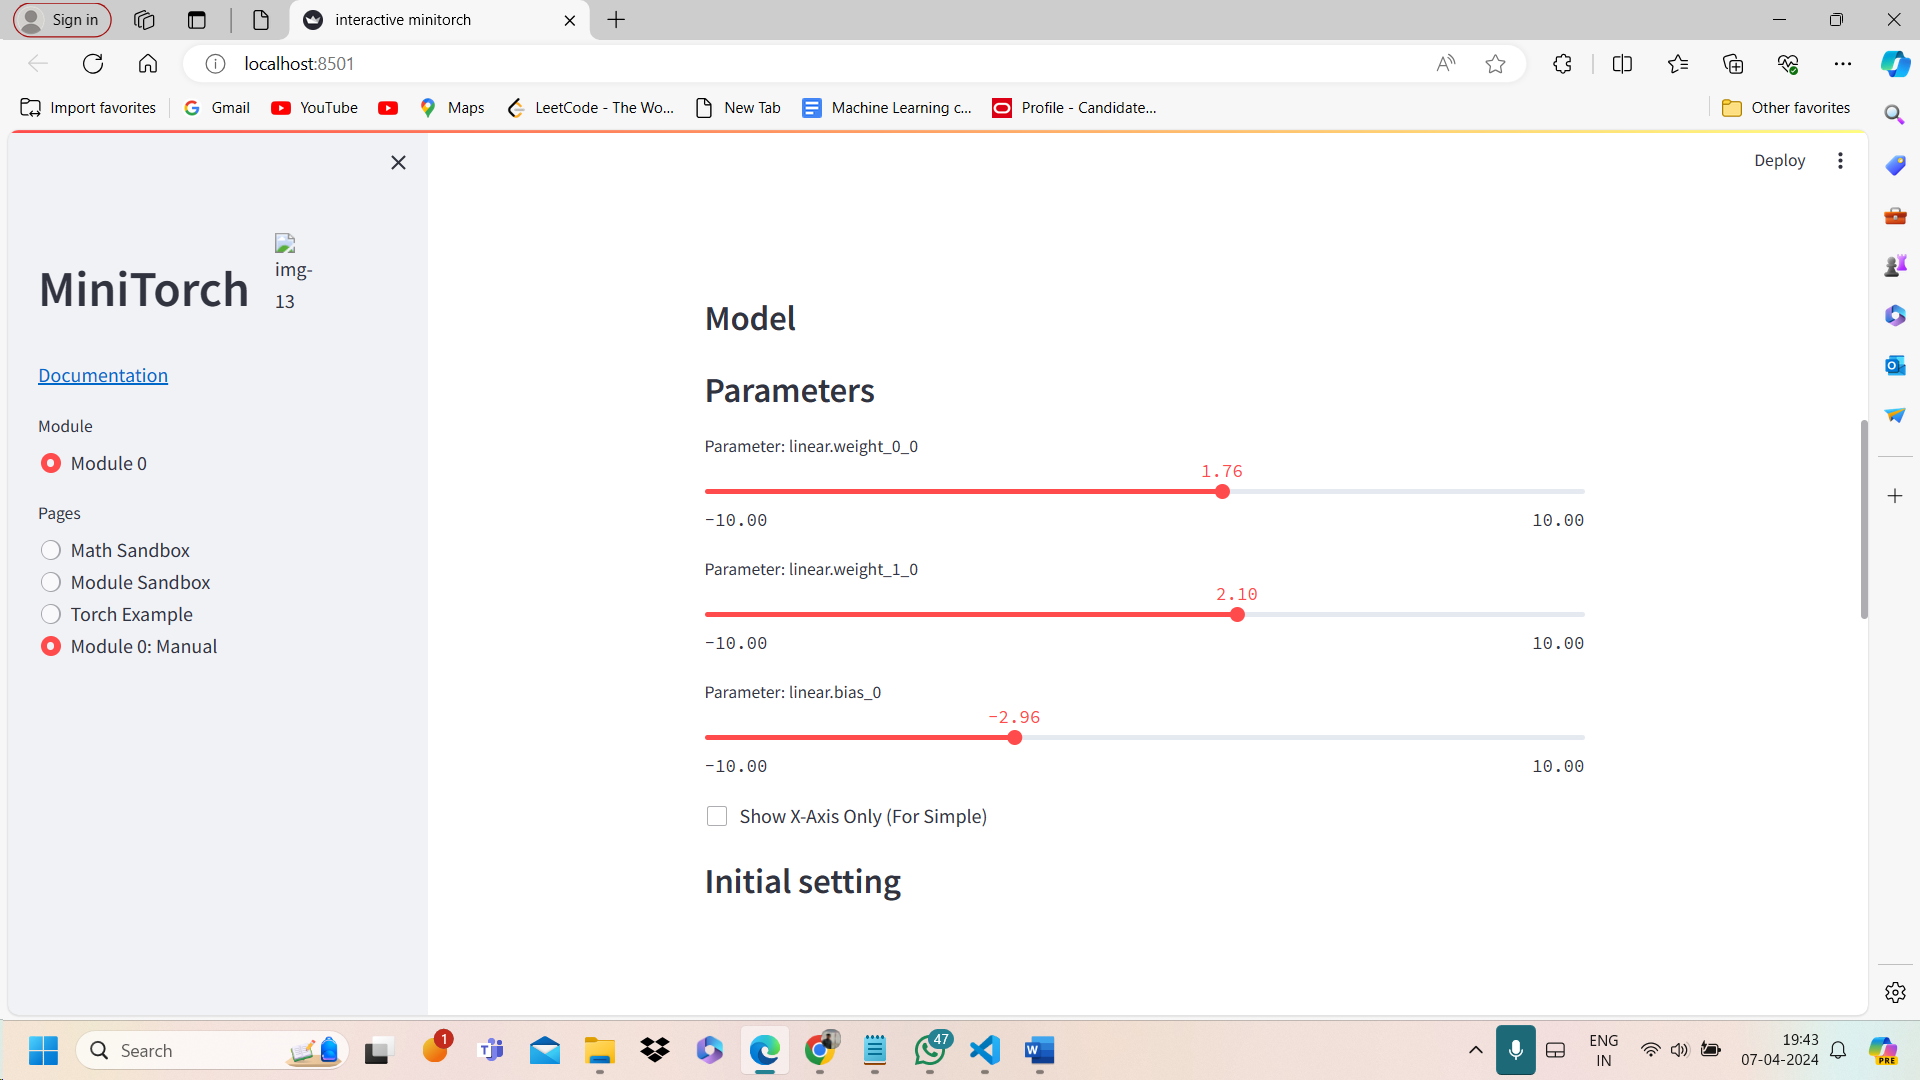 Sign in
interactive minitorch
localhost:8501
Import favorites
Gmail
YouTube
Maps
LeetCode - The Wo...
New Tab
Machine Learning c...
Profile - Candidate...
Other favorites
Deploy
MiniTorch
img-
13
Documentation
Module
Module 0
Pages
Math Sandbox
Module Sandbox
Torch Example
Module 0: Manual
Model
Parameters
Parameter: linear.weight_0_0
1.76
-10.00 10.00
Parameter: linear.weight_1_0
2.10
-10.00 10.00
Parameter: linear.bias_0
-2.96
-10.00 10.00
Show X-Axis Only (For Simple)
Initial setting
Search
1
47
ENG
IN
19:43
07-04-2024
PRE